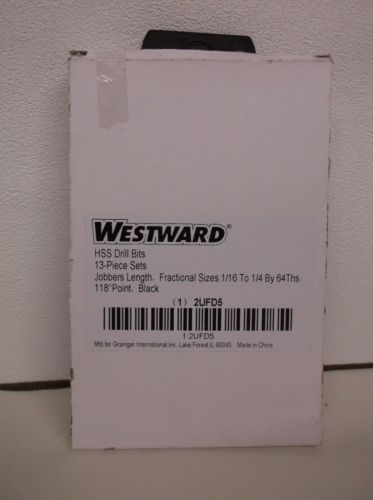 WESTWARD®
HSS Drill Bits
13-Piece Sets
Jobbers Length, Fractional Sizes:1/16 To 1/4 By 64Ths
118°Point, Black
(1) 2UFD5
1 2UFD5
Mfd for Grainger International.Inc. Lake Forest.IL 60045 Made in China